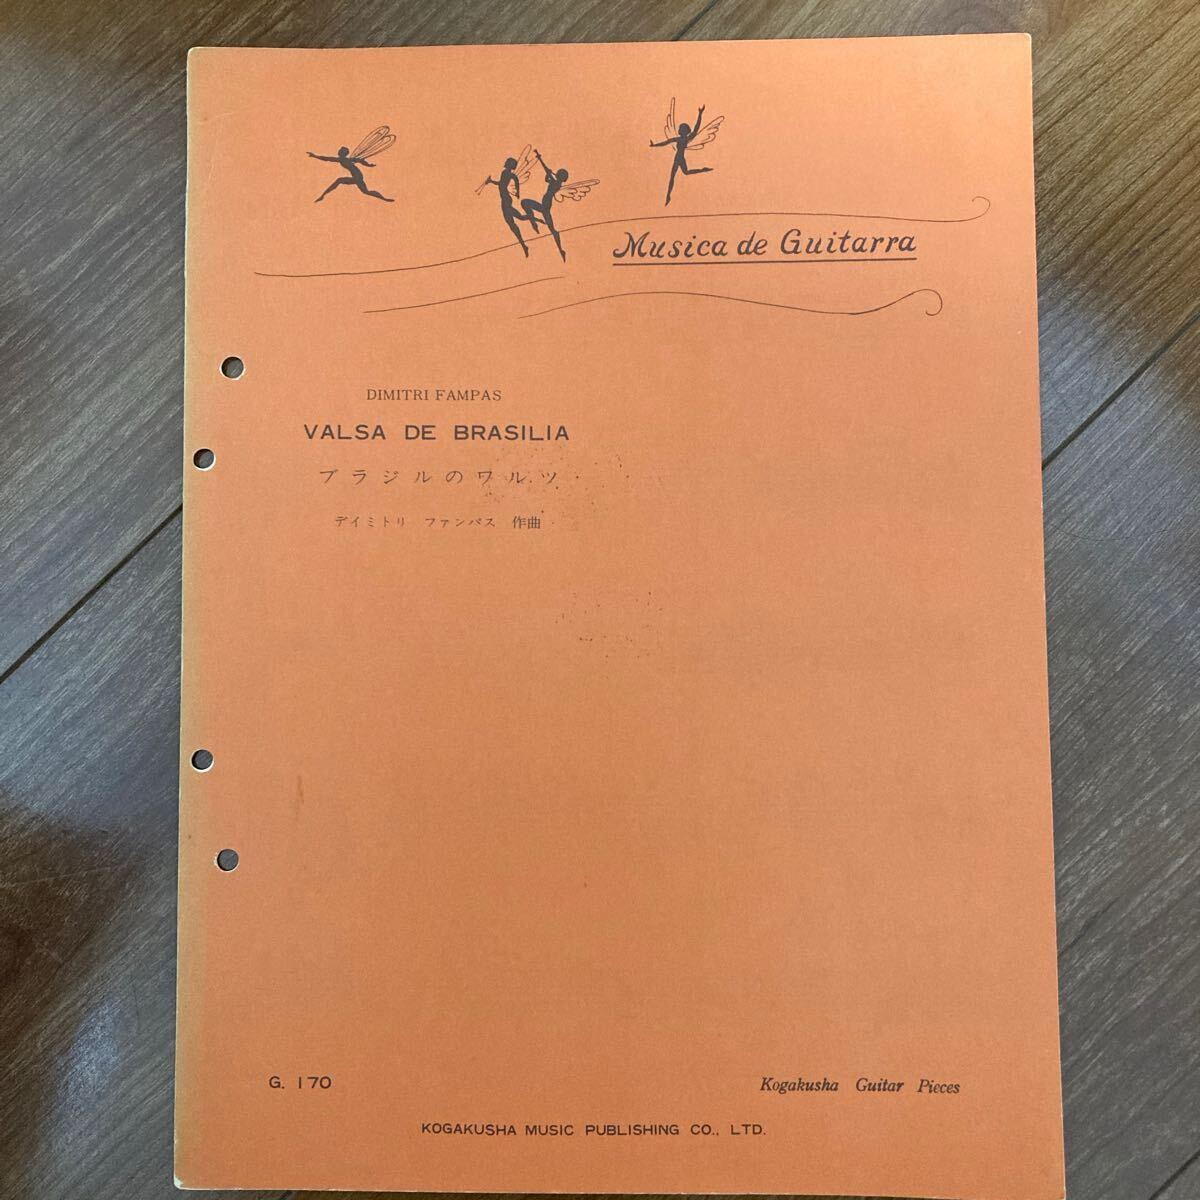 Musica de Guitarra
DIMITRI FAMPAS
VALSA DE BRASILIA
ブラジルのワルツ
デイミトリ ファンパス 作曲
G. 170
Kogakusha Guitar Pieces
KOGAKUSHA MUSIC PUBLISHING CO., LTD.